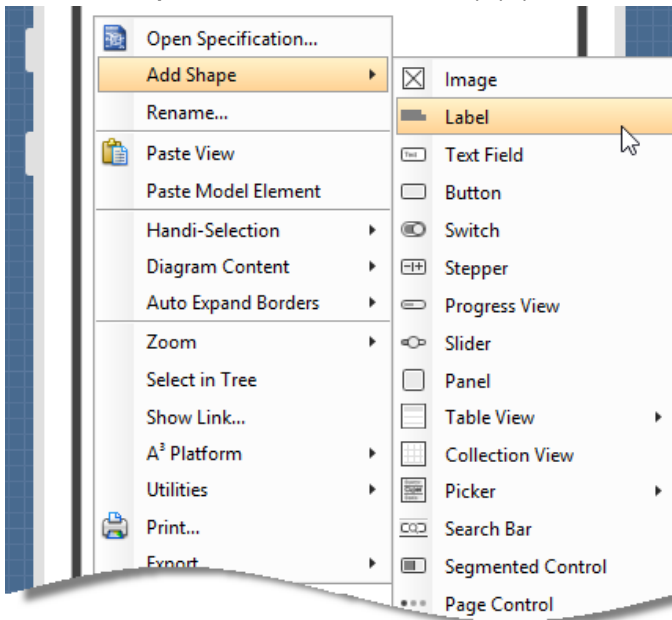 Open Specification...
Add Shape
Rename...
Paste View
Paste Model Element
Handi-Selection
Diagram Content
Auto Expand Borders
Zoom
Select in Tree
Show Link...
A³ Platform
Utilities
Print...
Export
Image
Label
Text Field
Button
Switch
Stepper
Progress View
Slider
Panel
Table View
Collection View
Picker
Search Bar
Segmented Control
Page Control